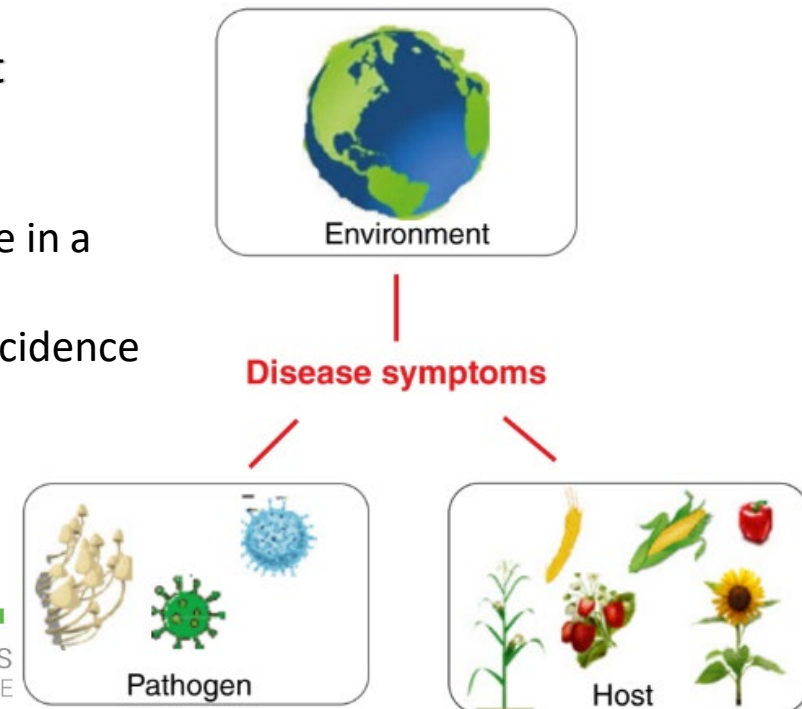 t
e in a
cidence
Environment
Disease symptoms
Pathogen
Host
S
E